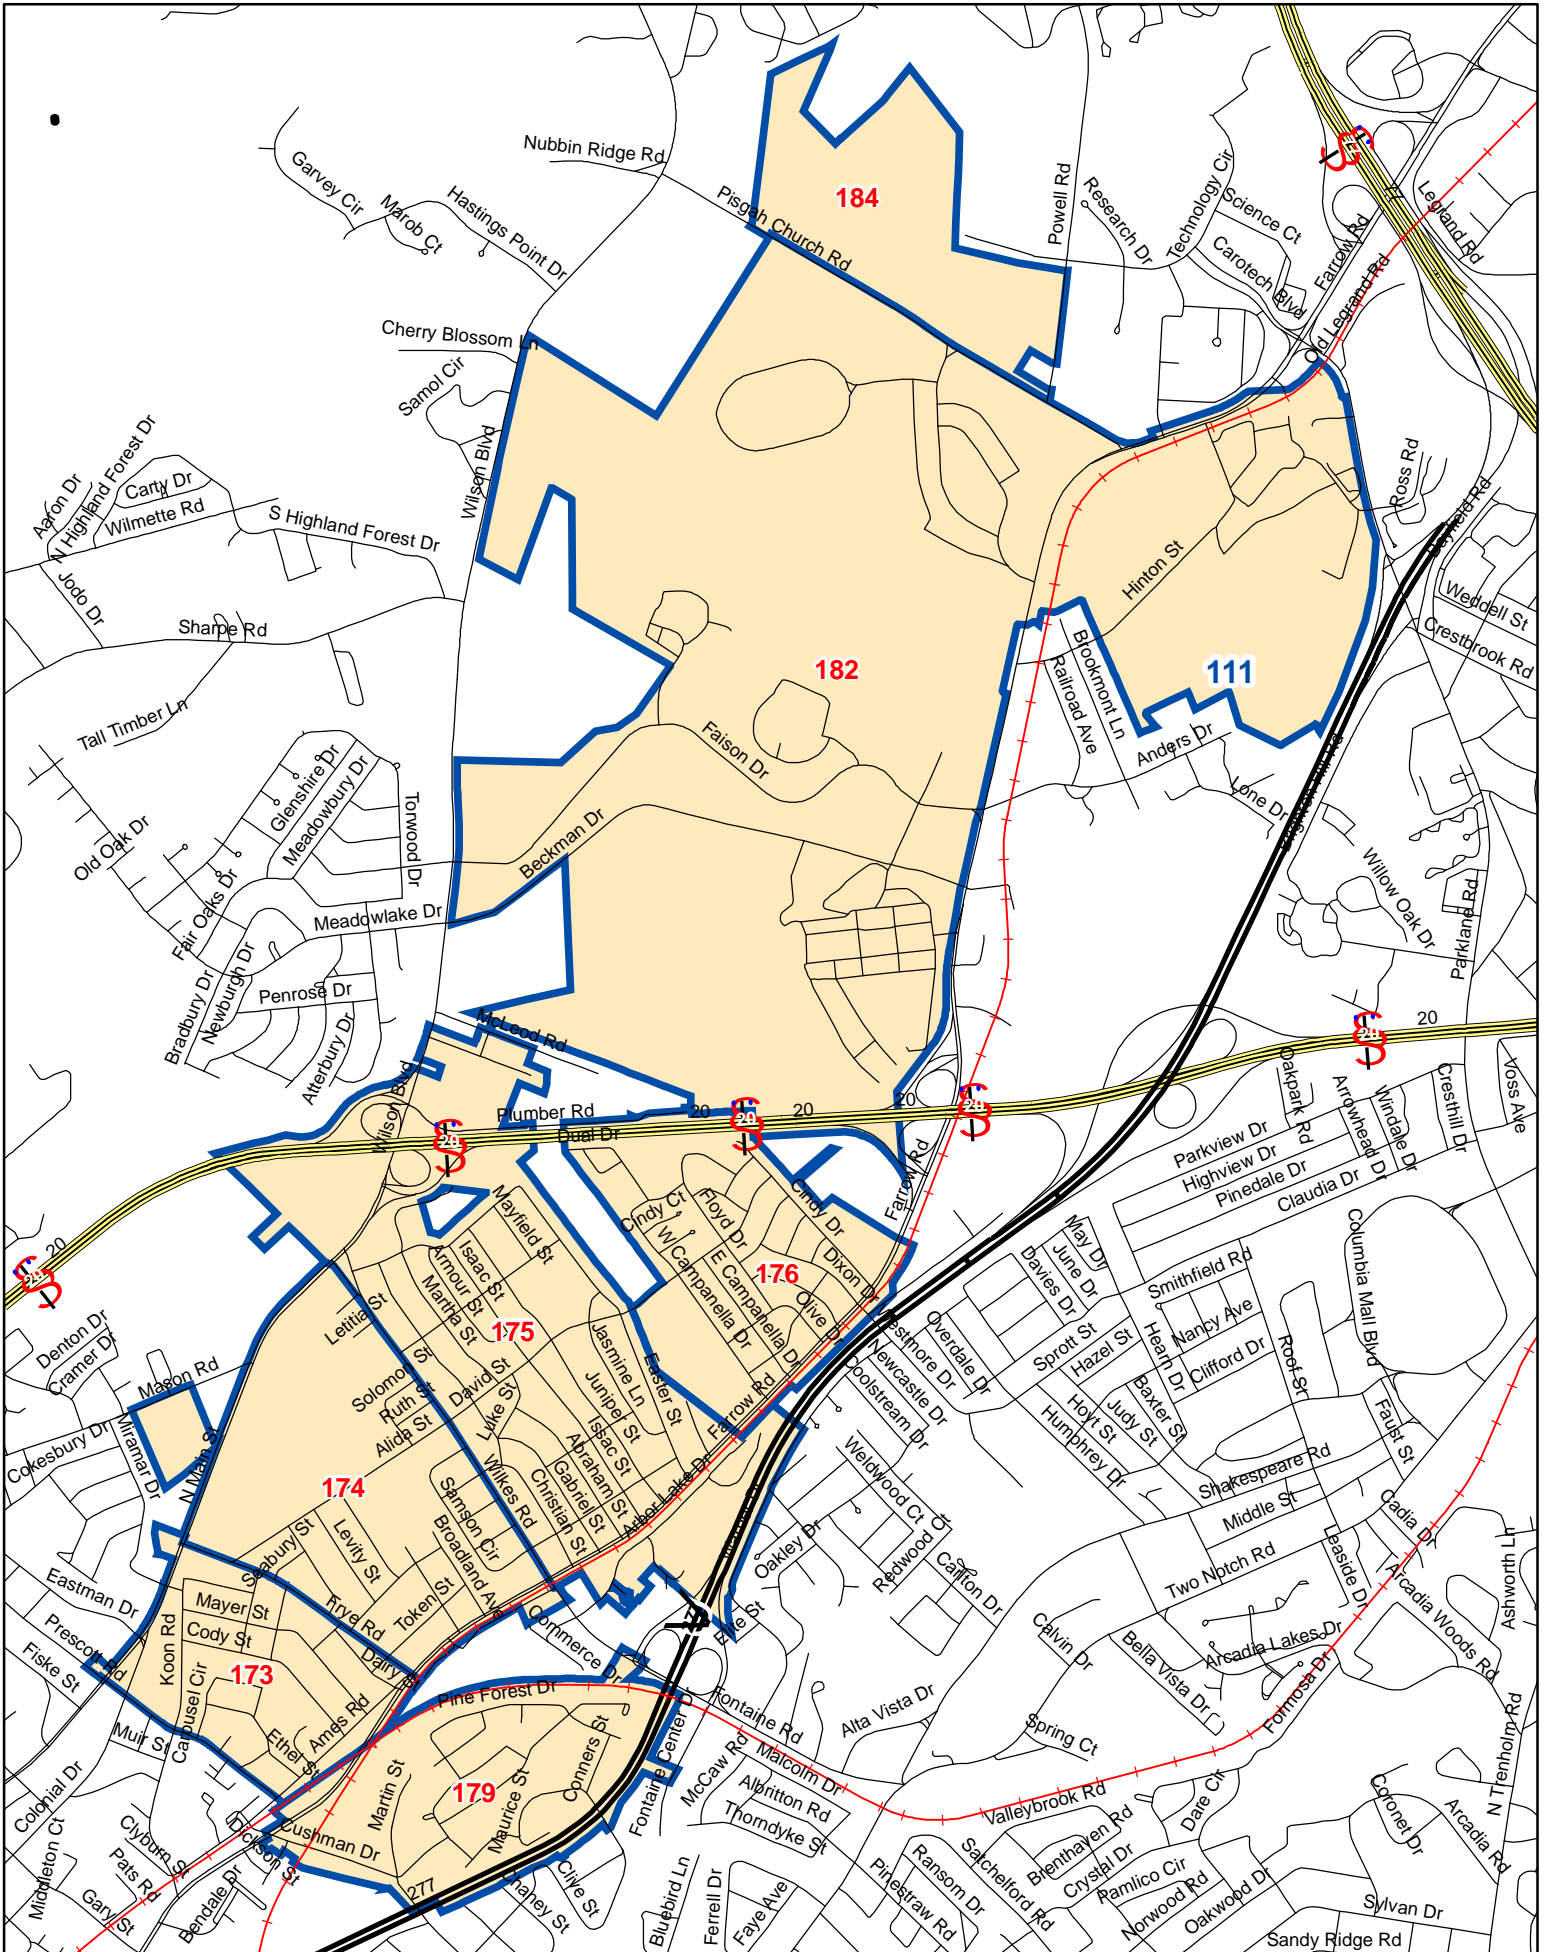 Nubbin Ridge Rd
Garvey Cir
Marob Ct
Hastings Point Dr
184
Pisgah Church Rd
Powell Rd
Research Dr
Technology Cir
Science Ct
Carotech Blvd
Farrow Rd
77
Legrand Rd
Old Legrand Rd
Cherry Blossom Ln
Samol Cir
Wilson Blvd
Aaron Dr
N Highland Forest Dr
Carty Dr
Wilmette Rd
S Highland Forest Dr
Jodo Dr
Sharpe Rd
Ross Rd
Hinton St
Weddell St
Crestbrook Rd
182
111
Brookmont Ln
Railroad Ave
Anders Dr
Lone Dr
Tall Timber Ln
Glenshire Dr
Meadowbury Dr
Torwood Dr
Old Oak Dr
Faison Dr
Beckman Dr
Fair Oaks Dr
Meadowlake Dr
Willow Oak Dr
Parklane Rd
Bradbury Dr
Newburgh Dr
Penrose Dr
Atterbury Dr
McLeod Rd
20
20
Wilson Blvd
Plumber Rd
20
20
20
20
20
20
Dual Dr
Farrow Rd
Oakpark Rd
Arrowhead Dr
Windale Dr
Cresthill Dr
Voss Ave
Parkview Dr
Highview Dr
Pinedale Dr
Claudia Dr
20
20
Cindy Ct
Floyd Dr
Cindy Dr
W Campanella Dr
E Campanella Dr
176
Dixon Dr
Olive Dr
Mayfield St
Isaac St
Armour St
Martha St
175
Letitia St
Solomon St
Ruth St
Alida St
David St
Luke St
Jasmine Ln
Juniper St
Easter St
Issac St
Abraham St
Gabriel St
Christian St
Wilkes Rd
Farrow Rd
Arbor Lake Dr
May Dr
June Dr
Davies Dr
Smithfield Rd
Columbia Mall Blvd
Westmore Dr
Overdale Dr
Newcastle Dr
Coolstream Dr
Sprott St
Hazel St
Hearn Dr
Nancy Ave
Clifford Dr
Roof St
Baxter St
Judy St
Hoyt St
Humphrey Dr
Faust St
Denton Dr
Cramer Dr
Mason Rd
Cokesbury Dr
Miramar Dr
N Main St
174
Samson Cir
Broadland Ave
Levity St
Seabury St
Frye Rd
Token St
Dairy St
Weldwood Ct
Redwood Ct
Oakley Dr
Carlton Dr
Shakespeare Rd
Middle St
Two Notch Rd
Leaside Dr
Cadia Dr
Arcadia Woods Rd
Ashworth Ln
Arcadia Lakes Dr
Calvin Dr
Bella Vista Dr
Formosa Dr
Eastman Dr
Prescott Rd
Fiske St
Mayer St
Cody St
Koon Rd
173
Carousel Cir
Muir St
Ethel St
Ames Rd
Commerce Dr
Pine Forest Dr
Fontaine Rd
Alta Vista Dr
Spring Ct
N Trenholm Rd
Fontaine Center Dr
McCaw Rd
Malcolm Dr
Albritton Rd
Thorndyke St
Valleybrook Rd
Dare Cir
Coronet Dr
Arcadia Rd
Colonial Dr
Middleton Ct
Clyburn St
Pats Rd
Gary St
Dickson St
Bendale Dr
Cushman Dr
Martin St
179
Maurice St
Conners St
277
Chaney St
Clive St
Bluebird Ln
Ferrell Dr
Faye Ave
Pinestraw Rd
Ransom Dr
Satchelford Rd
Brenthaven Rd
Crystal Dr
Pamlico Cir
Norwood Rd
Oakwood Dr
Sylvan Dr
Sandy Ridge Rd